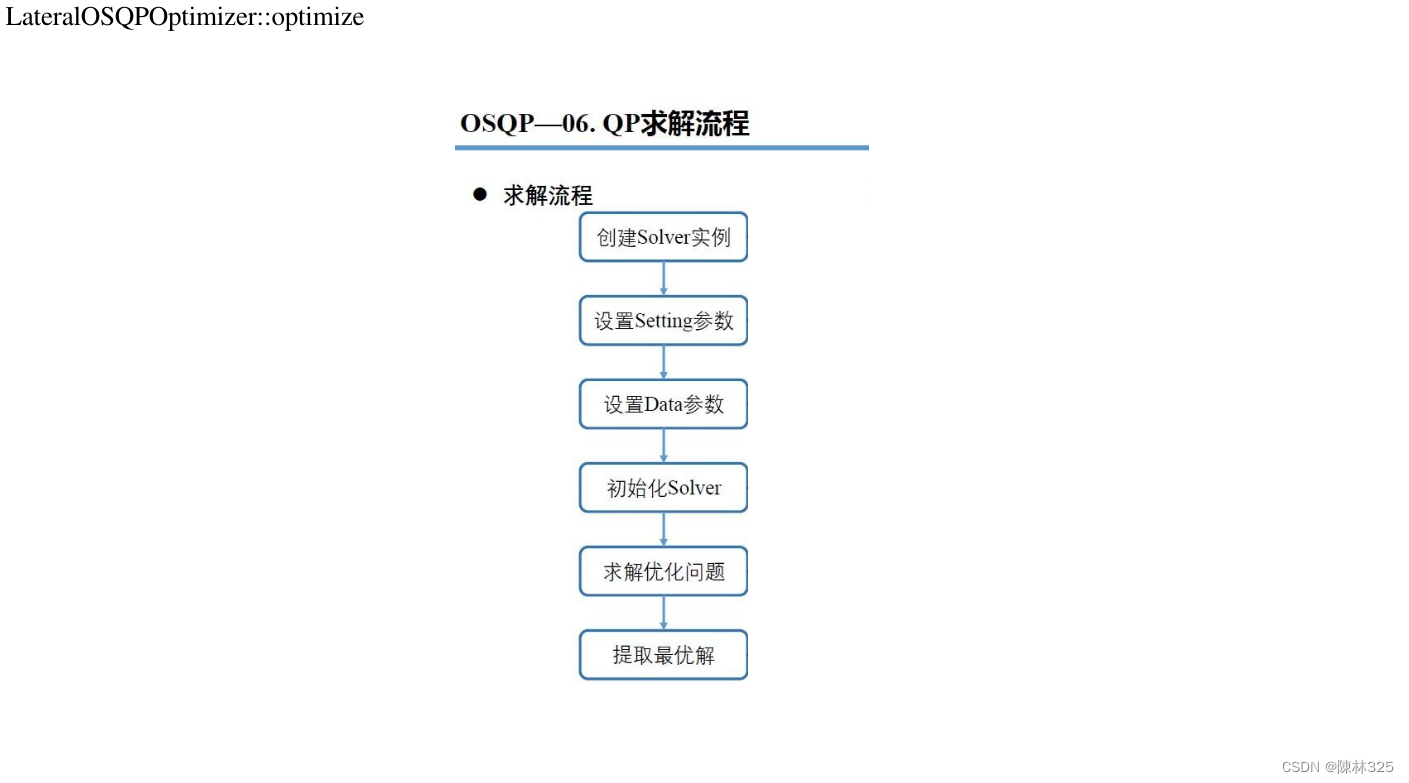 LateralOSQPOptimizer::optimize
OSQP—06. QP求解流程
● 求解流程
创建Solver实例
设置Setting参数
设置Data参数
初始化Solver
求解优化问题
提取最优解
CSDN @陳林325